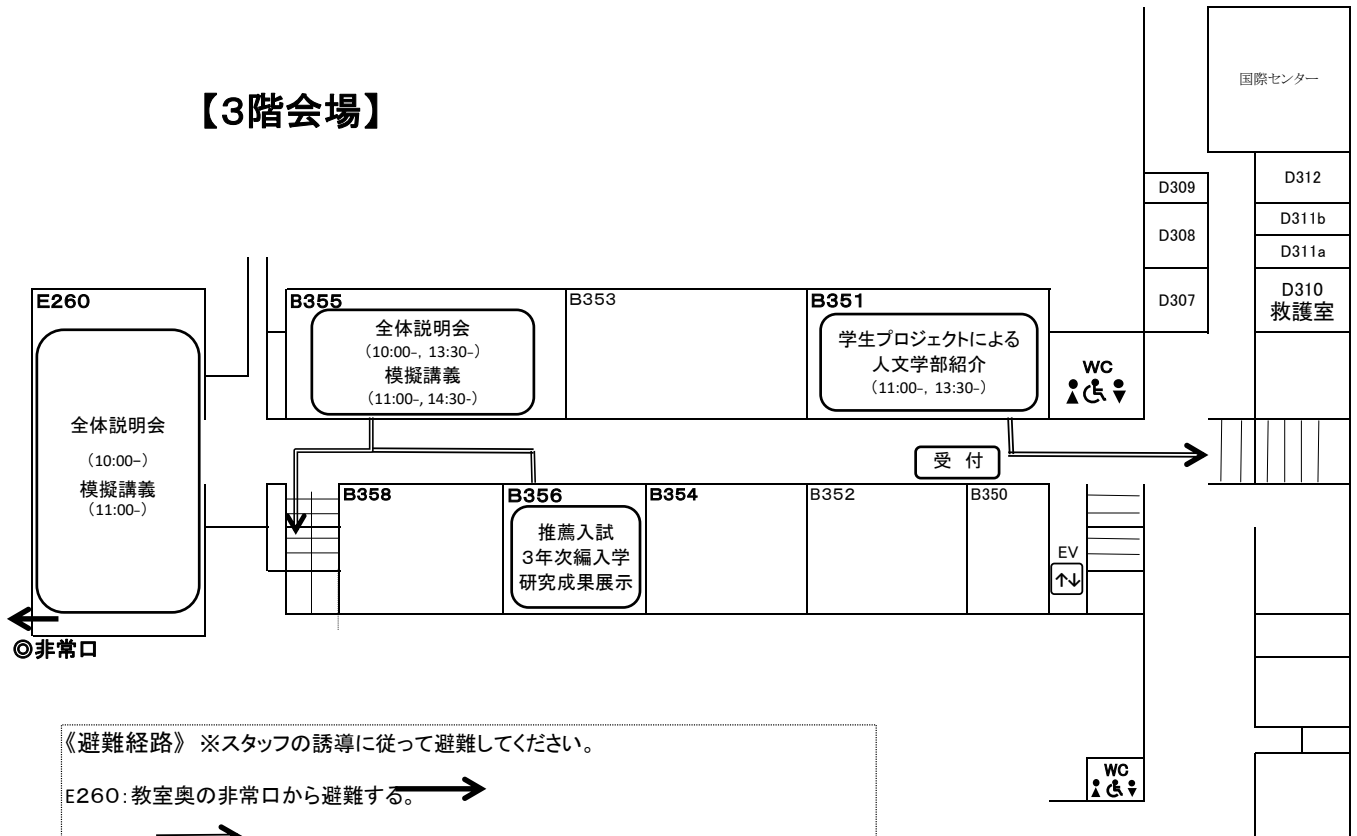 【3階会場】
国際センター
D309
D308
D307
D312
D311b
D311a
D310
救護室
E260
全体説明会
（10:00-）
模擬講義
（11:00-）
B355
全体説明会
（10:00-, 13:30-）
模擬講義
（11:00-, 14:30-）
B353
B351
学生プロジェクトによる
人文学部紹介
（11:00-, 13:30-）
WC
受 付
B358
B356
推薦入試
3年次編入学
研究成果展示
B354
B352
B350
EV
↑↓
◎非常口
《避難経路》 ※スタッフの誘導に従って避難してください。
E260：教室奥の非常口から避難する。
WC